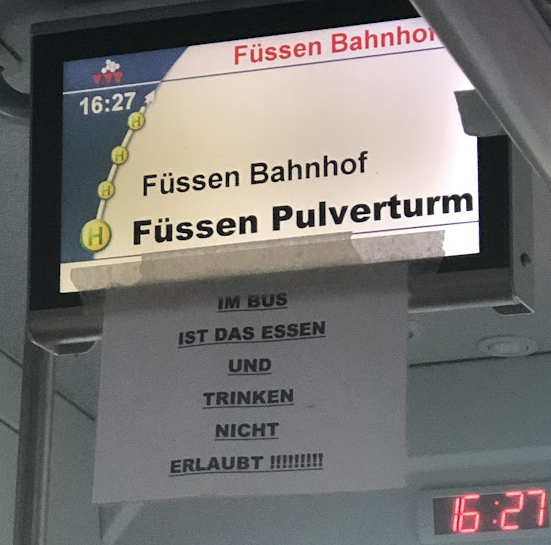 Füssen Bahnhof
16:27
H
H
H
Füssen Bahnhof
H Füssen Pulverturm
IM BUS
IST DAS ESSEN
UND
TRINKEN
NICHT
ERLAUBT !!!!!!!!!
16:27